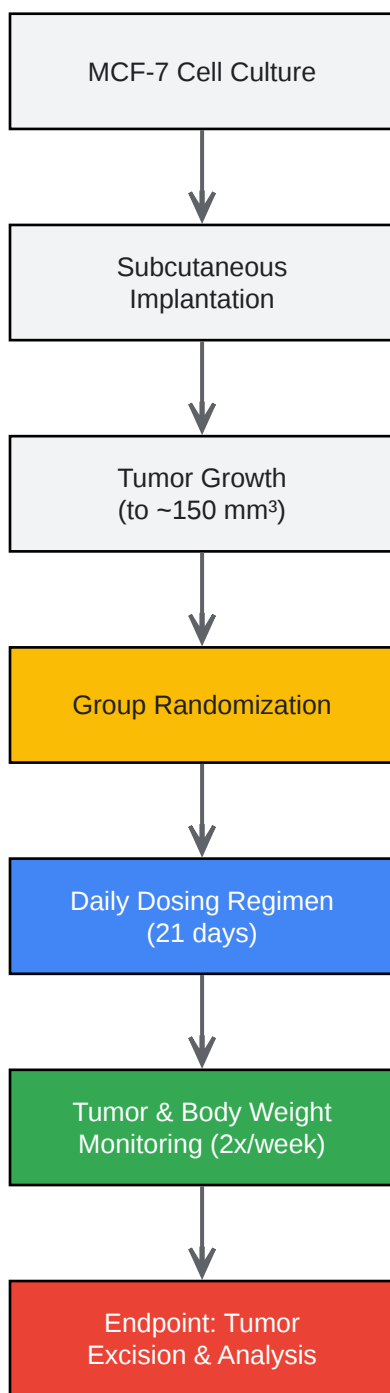 MCF-7 Cell Culture
Subcutaneous
Implantation
Tumor Growth
(to ~150 mm³)
Group Randomization
Daily Dosing Regimen
(21 days)
Tumor & Body Weight
Monitoring (2x/week)
Endpoint: Tumor
Excision & Analysis